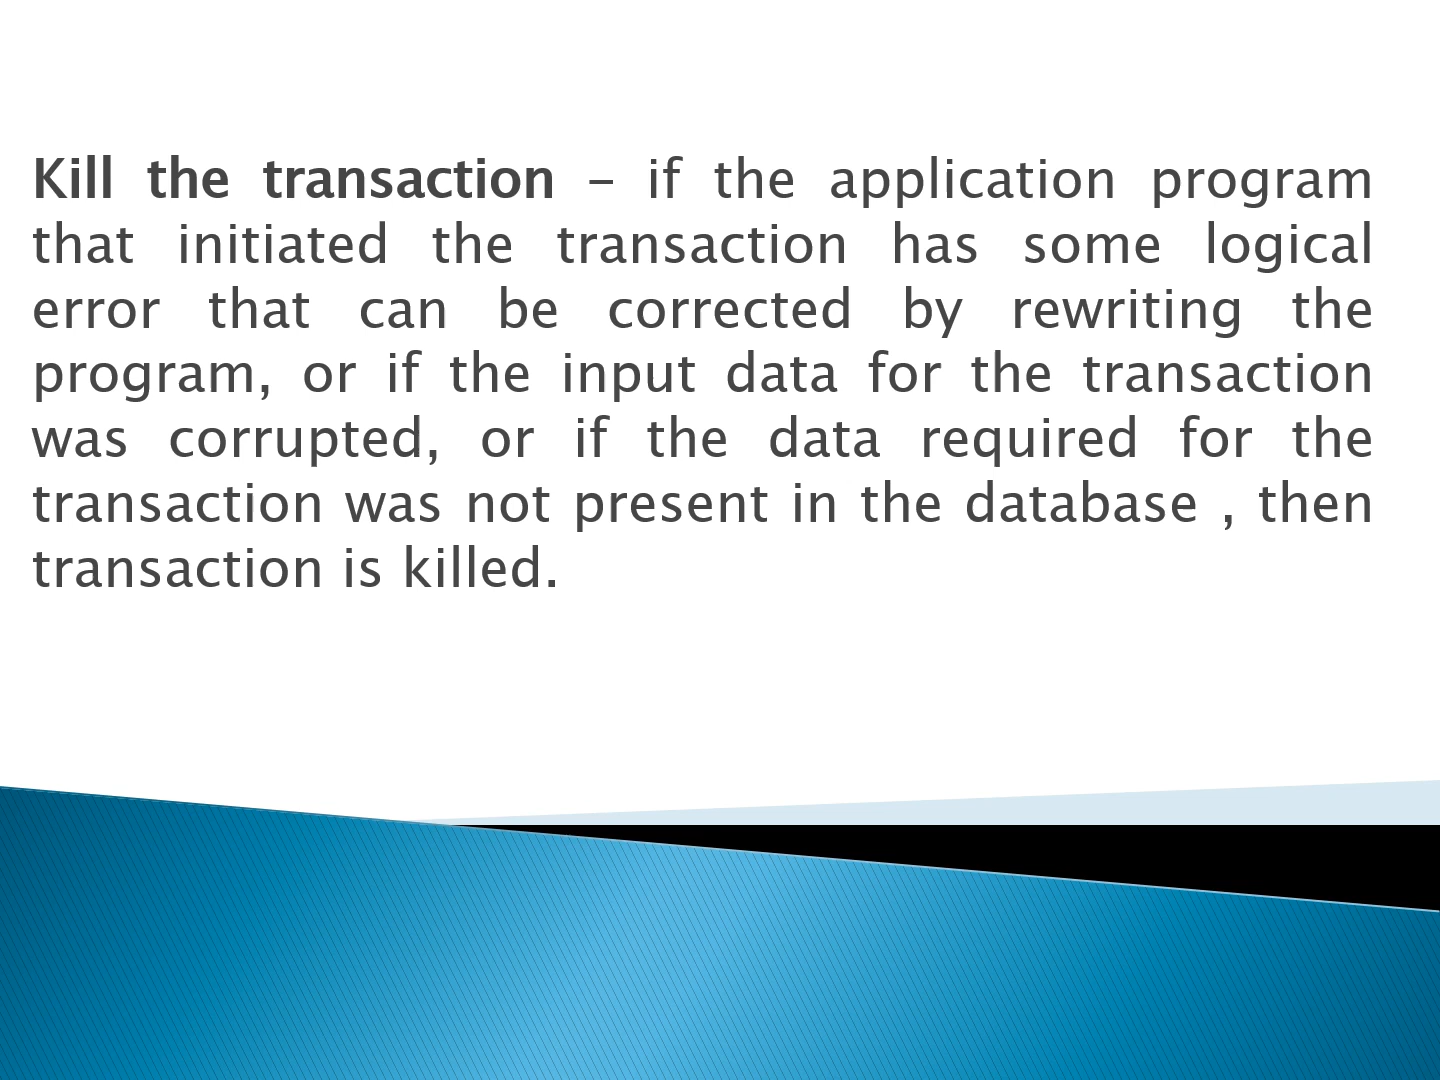 Kill the transaction – if the application program
that initiated the transaction has some logical
error that can be corrected by rewriting the
program, or if the input data for the transaction
was corrupted, or if the data required for the
transaction was not present in the database , then
transaction is killed.